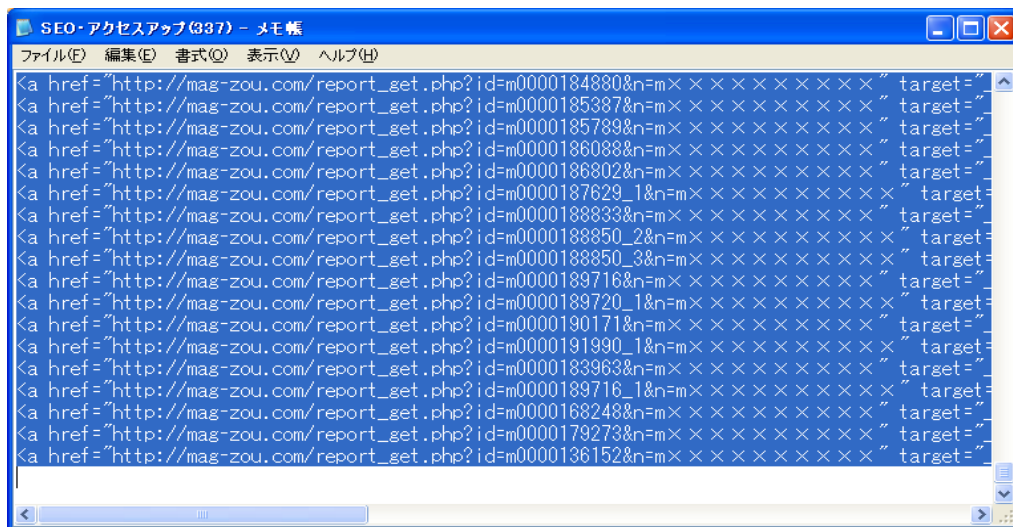 SEO・アクセスアップ(337) - メモ帳
ファイル(F) 編集(E) 書式(O) 表示(V) ヘルプ(H)
<a href="http://mag-zou.com/report_get.php?id=m0000184880&n=m××××××××××" target="_
<a href="http://mag-zou.com/report_get.php?id=m0000185387&n=m××××××××××" target="_
<a href="http://mag-zou.com/report_get.php?id=m0000185789&n=m××××××××××" target="_
<a href="http://mag-zou.com/report_get.php?id=m0000186088&n=m××××××××××" target="_
<a href="http://mag-zou.com/report_get.php?id=m0000186802&n=m××××××××××" target="_
<a href="http://mag-zou.com/report_get.php?id=m0000187629_1&n=m××××××××××" target=
<a href="http://mag-zou.com/report_get.php?id=m0000188833&n=m××××××××××" target="_
<a href="http://mag-zou.com/report_get.php?id=m0000188850_2&n=m××××××××××" target=
<a href="http://mag-zou.com/report_get.php?id=m0000188850_3&n=m××××××××××" target=
<a href="http://mag-zou.com/report_get.php?id=m0000189716&n=m××××××××××" target="_
<a href="http://mag-zou.com/report_get.php?id=m0000189720_1&n=m××××××××××" target=
<a href="http://mag-zou.com/report_get.php?id=m0000190171&n=m××××××××××" target="_
<a href="http://mag-zou.com/report_get.php?id=m0000191990_1&n=m××××××××××" target=
<a href="http://mag-zou.com/report_get.php?id=m0000183963&n=m××××××××××" target="_
<a href="http://mag-zou.com/report_get.php?id=m0000189716_1&n=m××××××××××" target=
<a href="http://mag-zou.com/report_get.php?id=m0000168248&n=m××××××××××" target="_
<a href="http://mag-zou.com/report_get.php?id=m0000179273&n=m××××××××××" target="_
<a href="http://mag-zou.com/report_get.php?id=m0000136152&n=m××××××××××" target="_